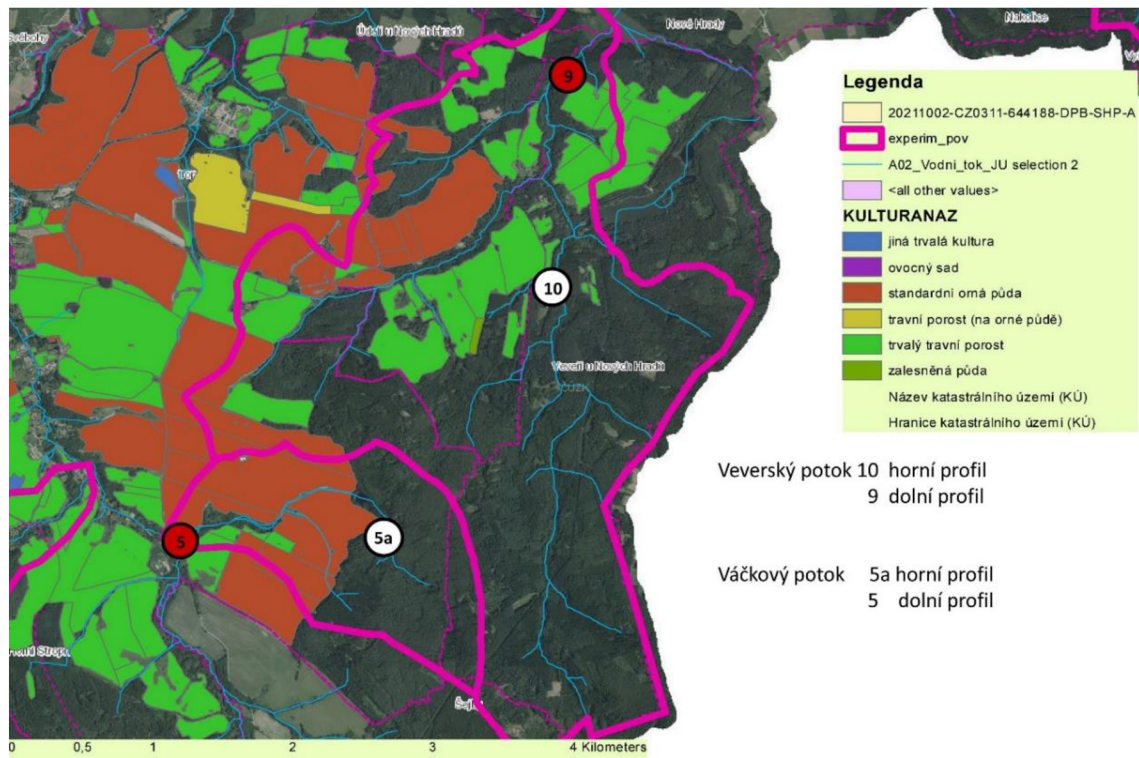 Údolí u Nových Hradů
Nové Hrady
Nakolice
Světvohy
Legenda
20211002-CZ0311-644188-DPB-SHP-A
experim_pov
A02_Vodni_tok_JU selection 2
<all other values>
KULTURANAZ
jiná trvalá kultura
ovocný sad
standardní orná půda
travní porost (na orné půdě)
trvalý travní porost
zalesněná půda
Název katastrálního území (KÚ)
Hranice katastrálního území (KÚ)
9
10
Veveří u Nových Hradů
ČÚZK
Veverský potok 10 horní profil
9 dolní profil
5
5a
Váčkový potok 5a horní profil
5 dolní profil
Šejby
0 0,5 1 2 3 4 Kilometers